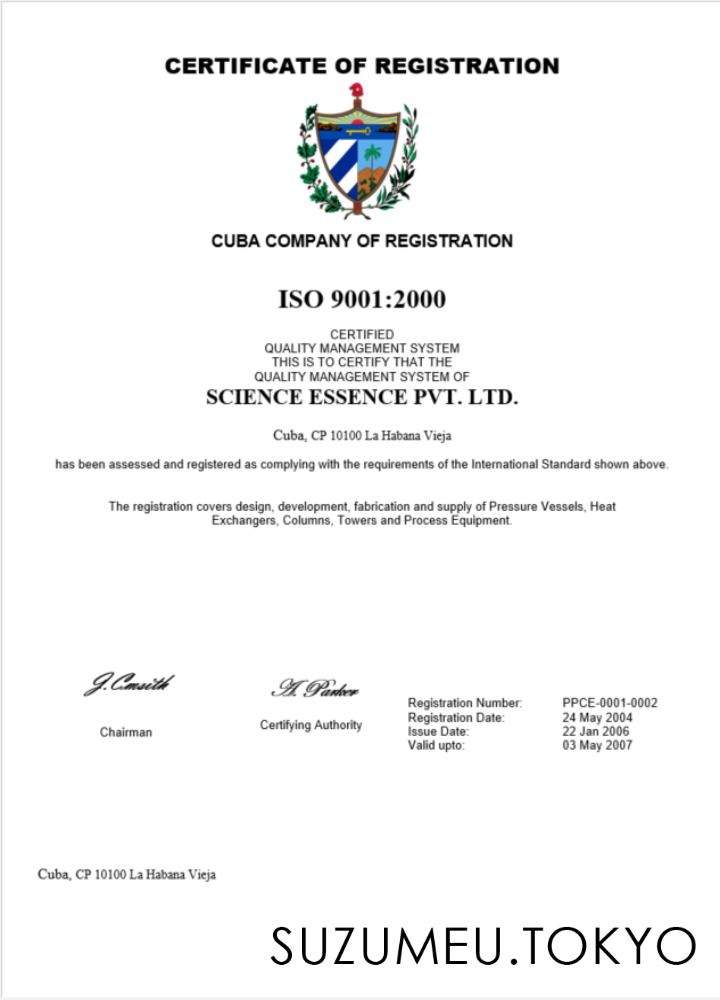 CERTIFICATE OF REGISTRATION
CUBA COMPANY OF REGISTRATION
ISO 9001:2000
CERTIFIED
QUALITY MANAGEMENT SYSTEM
THIS IS TO CERTIFY THAT THE
QUALITY MANAGEMENT SYSTEM OF
SCIENCE ESSENCE PVT. LTD.
Cuba, CP 10100 La Habana Vieja
has been assessed and registered as complying with the requirements of the International Standard shown above.
The registration covers design, development, fabrication and supply of Pressure Vessels, Heat
Exchangers, Columns, Towers and Process Equipment.
J.Cmsith
Chairman
A. Parker
Certifying Authority
Registration Number: PPCE-0001-0002
Registration Date: 24 May 2004
Issue Date: 22 Jan 2006
Valid upto: 03 May 2007
Cuba, CP 10100 La Habana Vieja
SUZUMEU.TOKYO